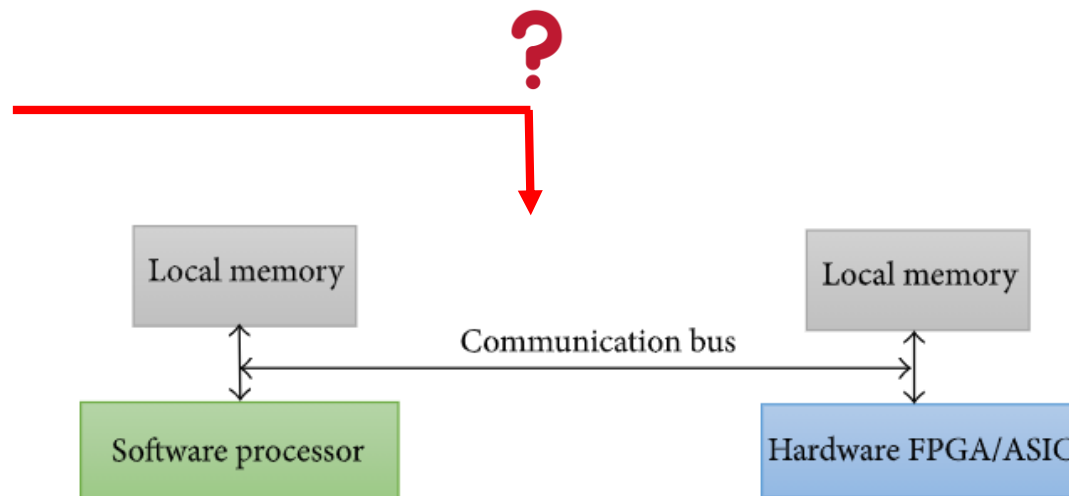 ?
Local memory
Local memory
Communication bus
Software processor
Hardware FPGA/ASIC